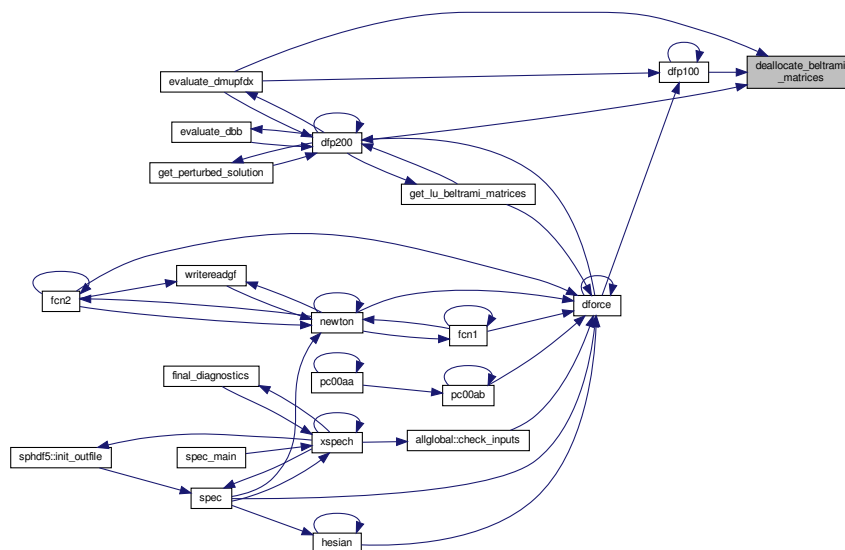 deallocate_beltrami
_matrices
dfp100
evaluate_dmupfdx
evaluate_dbb
dfp200
get_perturbed_solution
get_lu_beltrami_matrices
writereadgf
fcn2
dforce
newton
fcn1
final_diagnostics
pc00aa
pc00ab
xspech
allglobal::check_inputs
sphdf5::init_outfile
spec_main
spec
hesian